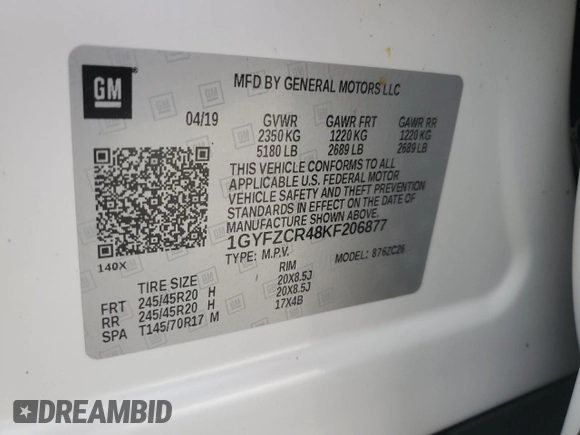 GM
MFD BY GENERAL MOTORS LLC
04/19 GVWR GAWR FRT GAWR RR
2350 KG 1220 KG 1220 KG
5180 LB 2689 LB 2689 LB
THIS VEHICLE CONFORMS TO ALL
APPLICABLE U.S. FEDERAL MOTOR
VEHICLE SAFETY AND THEFT PREVENTION
STANDARDS IN EFFECT ON THE DATE OF
MANUFACTURE SHOWN ABOVE.
1GYFZCR48KF206877
TYPE: M.P.V. MODEL: S76ZC26
140X
TIRE SIZE RIM
FRT 245/45R20 H 20X8.5J
RR 245/45R20 H 20X8.5J
SPA T145/70R17 M 17X4B
DREAMBID